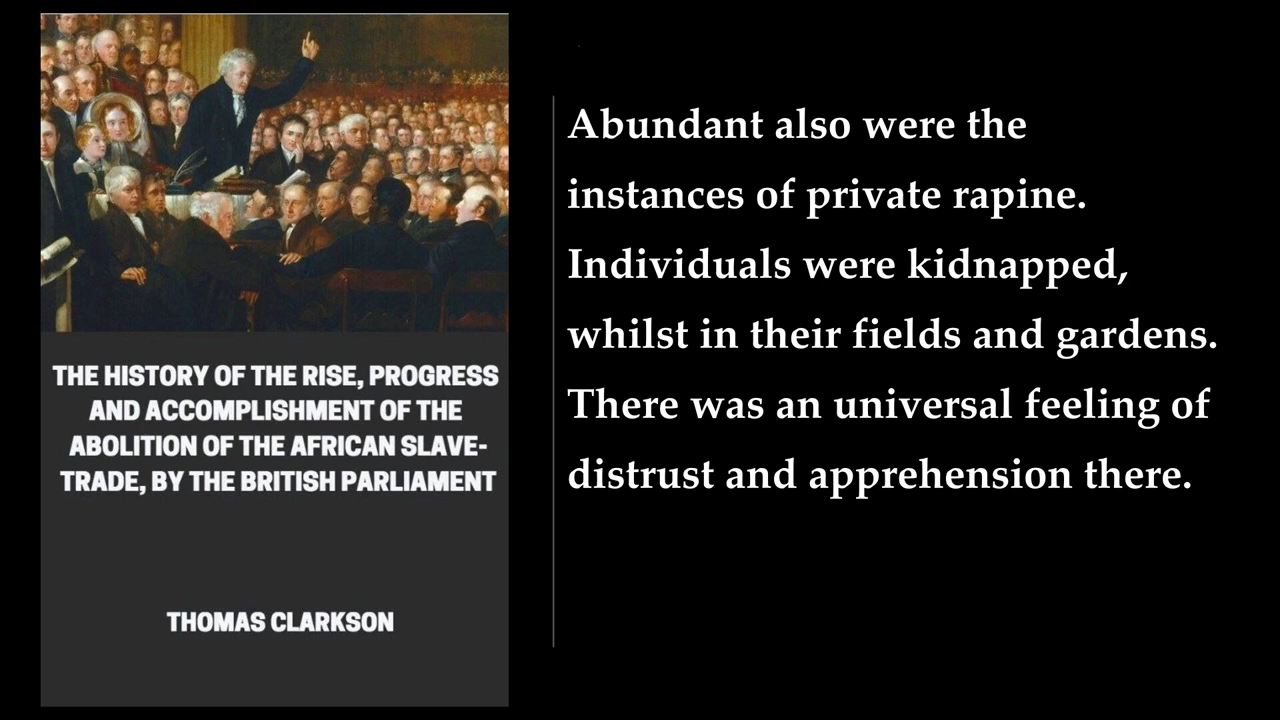 THE HISTORY OF THE RISE, PROGRESS
AND ACCOMPLISHMENT OF THE
ABOLITION OF THE AFRICAN SLAVE-
TRADE, BY THE BRITISH PARLIAMENT
THOMAS CLARKSON
Abundant also were the
instances of private rapine.
Individuals were kidnapped,
whilst in their fields and gardens.
There was an universal feeling of
distrust and apprehension there.